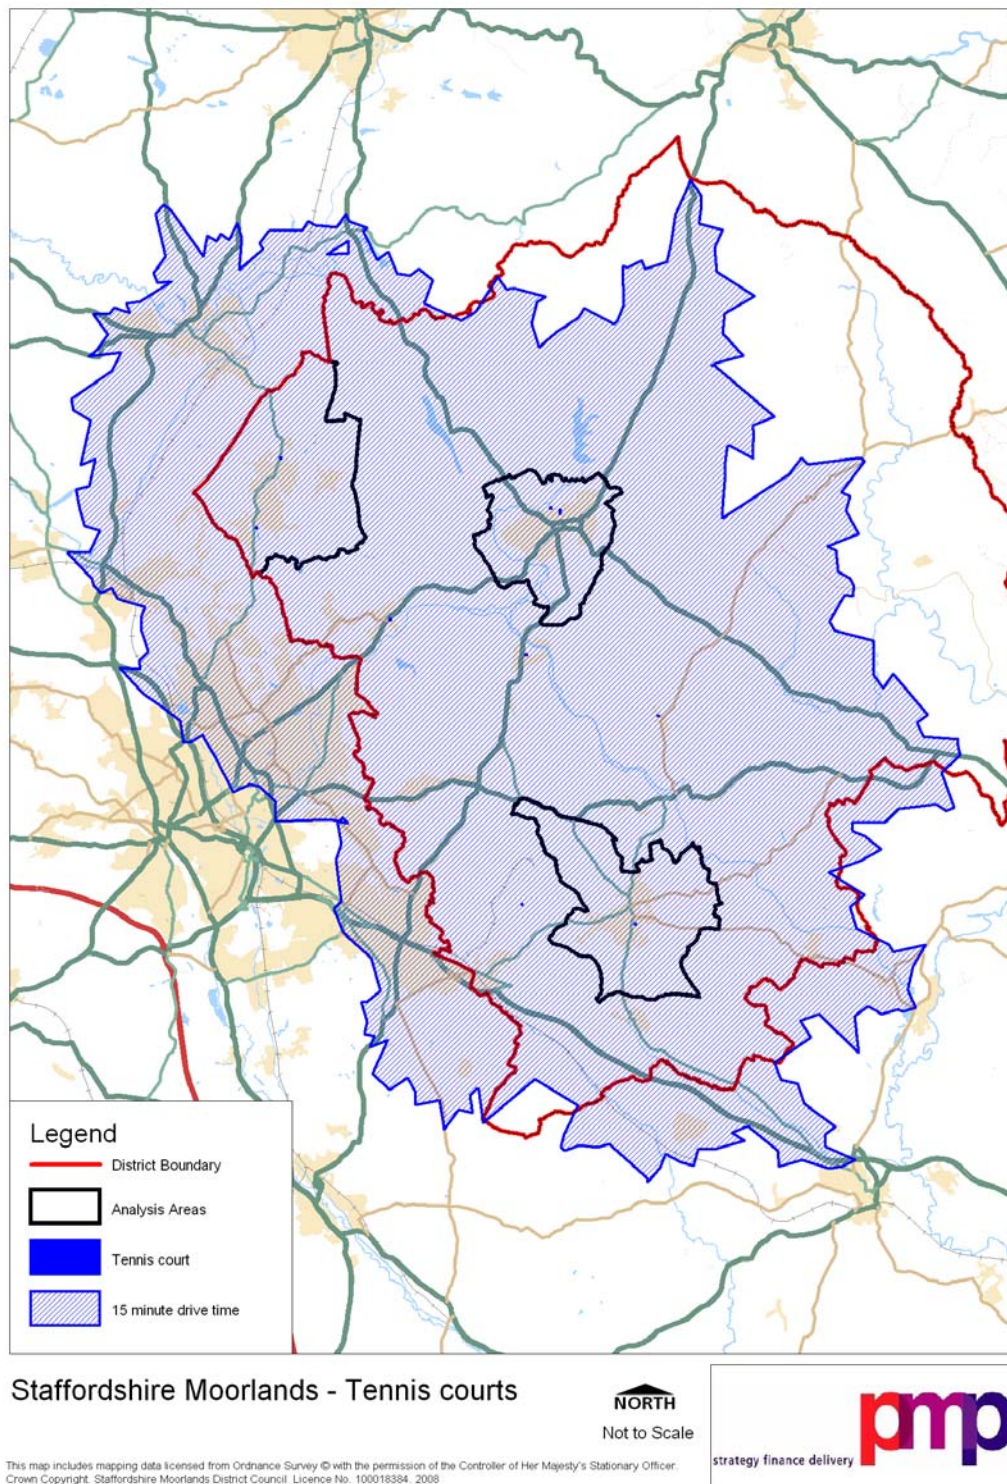 Legend
District Boundary
Analysis Areas
Tennis court
15 minute drive time
Staffordshire Moorlands - Tennis courts
NORTH
Not to Scale
pmp
strategy finance delivery
This map includes mapping data licensed from Ordnance Survey © with the permission of the Controller of Her Majesty's Stationary Officer.
Crown Copyright. Staffordshire Moorlands District Council. Licence No. 100018384. 2008